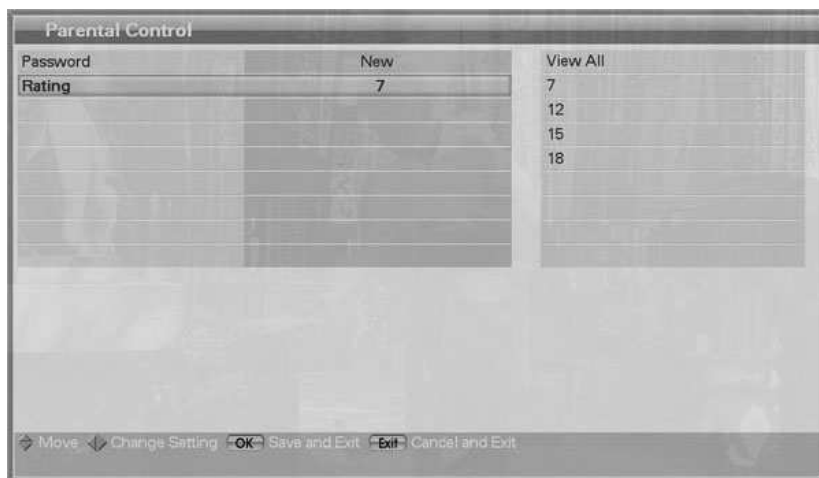 Parental Control
Password New View All
Rating 7 7
12
15
18
Move Change Setting OK Save and Exit Exit Cancel and Exit